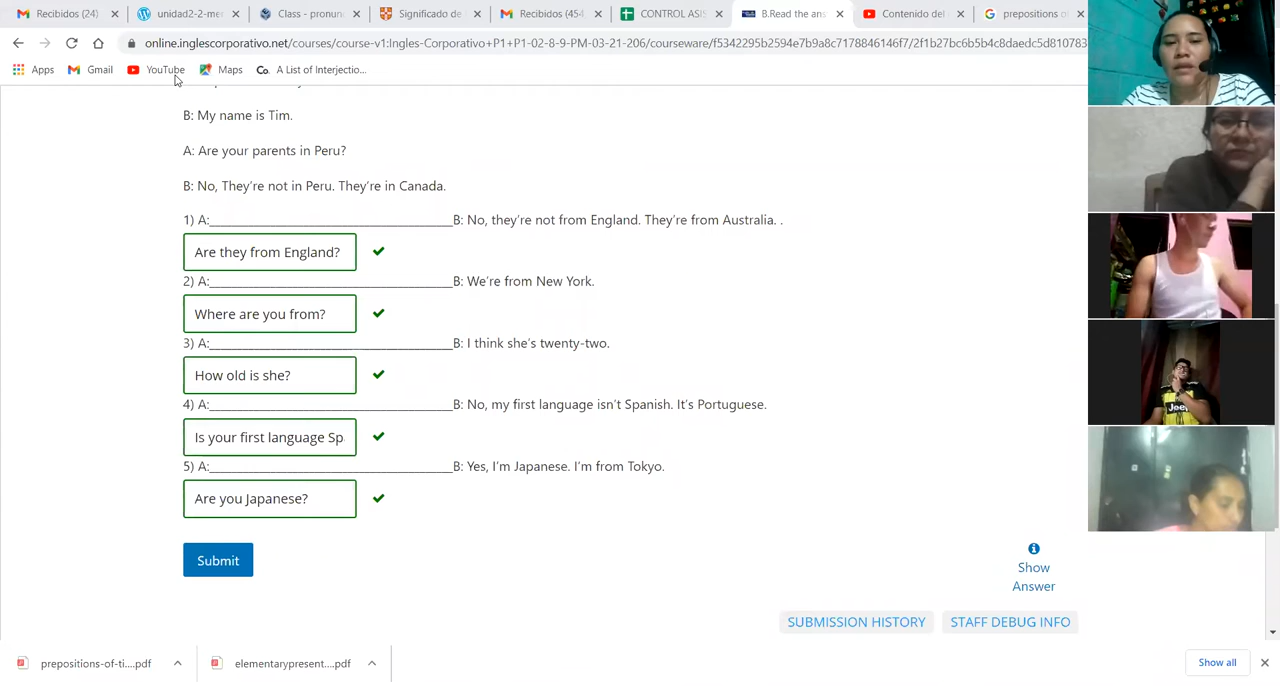 Recibidos (24)
unidad2-2-me
Class - pronun
Significado de
Recibidos (454
CONTROL ASIS
B.Read the ans
Contenido del
prepositions o
online.inglescorporativo.net/courses/course-v1:Ingles-Corporativo+P1+P1-02-8-9-PM-03-21-206/courseware/f5342295b2594e7b9a8c7178846146f7/2f1b27bc6b5b4c8daedc5d810783
Apps
Gmail
YouTube
Maps
Co.
A List of Interjectio...
B: My name is Tim.
A: Are your parents in Peru?
B: No, They're not in Peru. They're in Canada.
1) A:______________________________B: No, they're not from England. They're from Australia. .
Are they from England?
2) A:______________________________B: We're from New York.
Where are you from?
3) A:______________________________B: I think she's twenty-two.
How old is she?
4) A:______________________________B: No, my first language isn't Spanish. It's Portuguese.
Is your first language Sp
5) A:______________________________B: Yes, I'm Japanese. I'm from Tokyo.
Are you Japanese?
Submit
Show
Answer
SUBMISSION HISTORY
STAFF DEBUG INFO
prepositions-of-ti....pdf
elementarypresent....pdf
Show all
Jeep